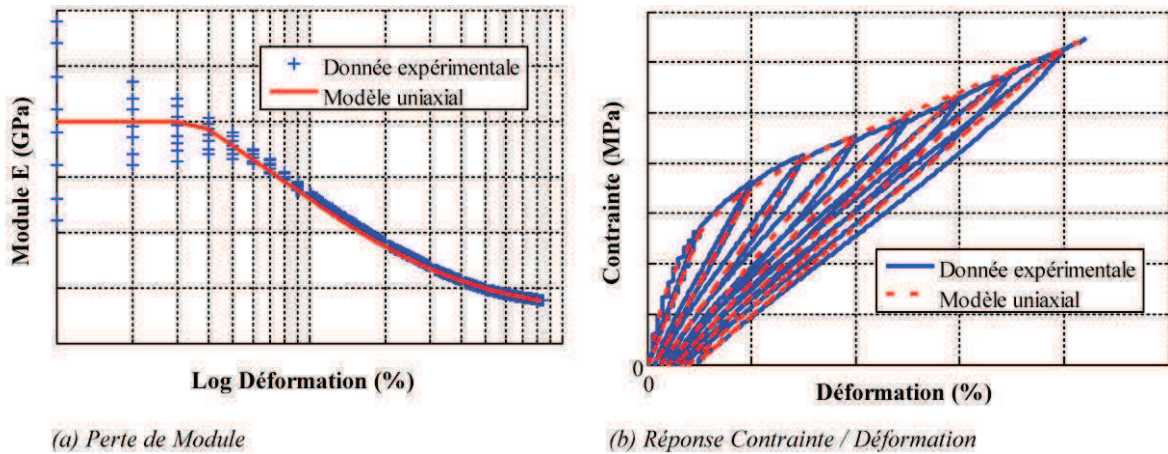 Module E (GPa)
Donnée expérimentale
Modèle uniaxial
Log Déformation (%)
(a) Perte de Module
Contrainte (MPa)
Donnée expérimentale
Modèle uniaxial
0
0
Déformation (%)
(b) Réponse Contrainte / Déformation